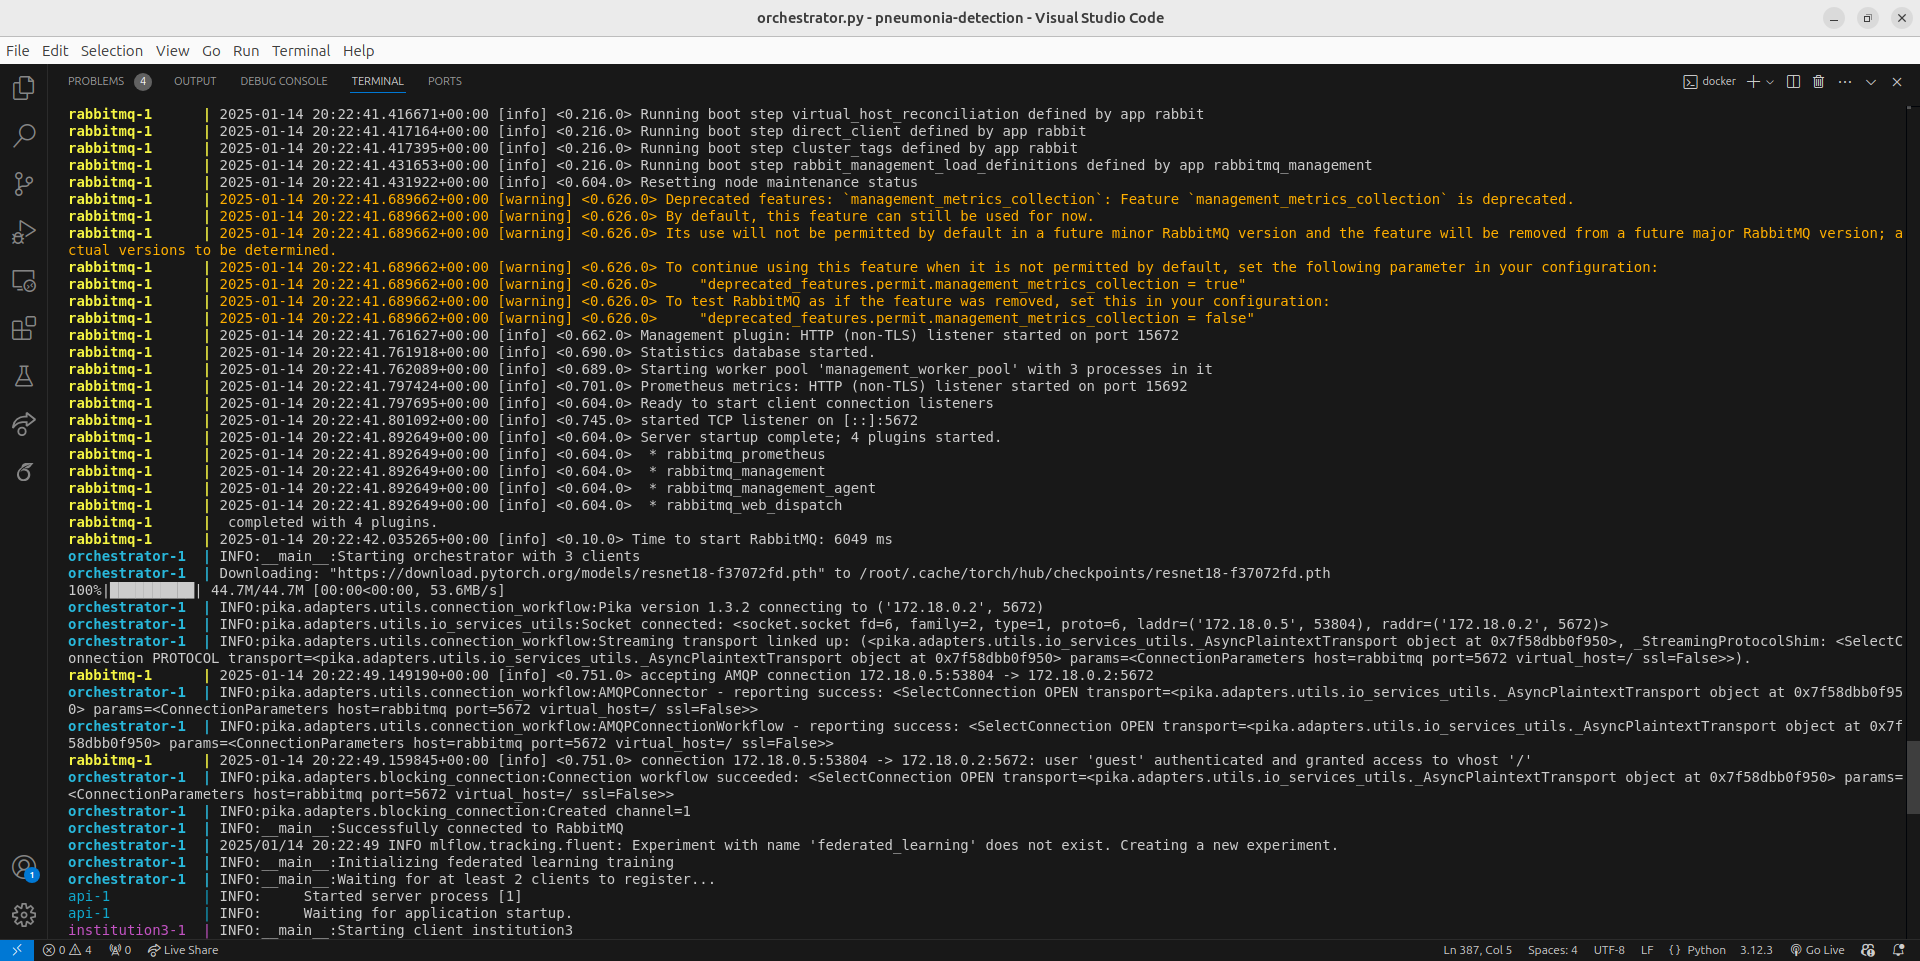 orchestrator.py - pneumonia-detection - Visual Studio Code
File Edit Selection View Go Run Terminal Help
PROBLEMS 4 OUTPUT DEBUG CONSOLE TERMINAL PORTS docker
rabbitmq-1 | 2025-01-14 20:22:41.416671+00:00 [info] <0.216.0> Running boot step virtual_host_reconciliation defined by app rabbit
rabbitmq-1 | 2025-01-14 20:22:41.417164+00:00 [info] <0.216.0> Running boot step direct_client defined by app rabbit
rabbitmq-1 | 2025-01-14 20:22:41.417395+00:00 [info] <0.216.0> Running boot step cluster_tags defined by app rabbit
rabbitmq-1 | 2025-01-14 20:22:41.431653+00:00 [info] <0.216.0> Running boot step rabbit_management_load_definitions defined by app rabbitmq_management
rabbitmq-1 | 2025-01-14 20:22:41.431922+00:00 [info] <0.604.0> Resetting node maintenance status
rabbitmq-1 | 2025-01-14 20:22:41.689662+00:00 [warning] <0.626.0> Deprecated features: `management_metrics_collection`: Feature `management_metrics_collection` is deprecated.
rabbitmq-1 | 2025-01-14 20:22:41.689662+00:00 [warning] <0.626.0> By default, this feature can still be used for now.
rabbitmq-1 | 2025-01-14 20:22:41.689662+00:00 [warning] <0.626.0> Its use will not be permitted by default in a future minor RabbitMQ version and the feature will be removed from a future major RabbitMQ version; a
ctual versions to be determined.
rabbitmq-1 | 2025-01-14 20:22:41.689662+00:00 [warning] <0.626.0> To continue using this feature when it is not permitted by default, set the following parameter in your configuration:
rabbitmq-1 | 2025-01-14 20:22:41.689662+00:00 [warning] <0.626.0> "deprecated_features.permit.management_metrics_collection = true"
rabbitmq-1 | 2025-01-14 20:22:41.689662+00:00 [warning] <0.626.0> To test RabbitMQ as if the feature was removed, set this in your configuration:
rabbitmq-1 | 2025-01-14 20:22:41.689662+00:00 [warning] <0.626.0> "deprecated_features.permit.management_metrics_collection = false"
rabbitmq-1 | 2025-01-14 20:22:41.761627+00:00 [info] <0.662.0> Management plugin: HTTP (non-TLS) listener started on port 15672
rabbitmq-1 | 2025-01-14 20:22:41.761918+00:00 [info] <0.690.0> Statistics database started.
rabbitmq-1 | 2025-01-14 20:22:41.762089+00:00 [info] <0.689.0> Starting worker pool 'management_worker_pool' with 3 processes in it
rabbitmq-1 | 2025-01-14 20:22:41.797424+00:00 [info] <0.701.0> Prometheus metrics: HTTP (non-TLS) listener started on port 15692
rabbitmq-1 | 2025-01-14 20:22:41.797695+00:00 [info] <0.604.0> Ready to start client connection listeners
rabbitmq-1 | 2025-01-14 20:22:41.801092+00:00 [info] <0.745.0> started TCP listener on [::]:5672
rabbitmq-1 | 2025-01-14 20:22:41.892649+00:00 [info] <0.604.0> Server startup complete; 4 plugins started.
rabbitmq-1 | 2025-01-14 20:22:41.892649+00:00 [info] <0.604.0> * rabbitmq_prometheus
rabbitmq-1 | 2025-01-14 20:22:41.892649+00:00 [info] <0.604.0> * rabbitmq_management
rabbitmq-1 | 2025-01-14 20:22:41.892649+00:00 [info] <0.604.0> * rabbitmq_management_agent
rabbitmq-1 | 2025-01-14 20:22:41.892649+00:00 [info] <0.604.0> * rabbitmq_web_dispatch
rabbitmq-1 | completed with 4 plugins.
rabbitmq-1 | 2025-01-14 20:22:42.035265+00:00 [info] <0.10.0> Time to start RabbitMQ: 6049 ms
orchestrator-1 | INFO:__main__:Starting orchestrator with 3 clients
orchestrator-1 | Downloading: "https://download.pytorch.org/models/resnet18-f37072fd.pth" to /root/.cache/torch/hub/checkpoints/resnet18-f37072fd.pth
100%|██████████| 44.7M/44.7M [00:00<00:00, 53.6MB/s]
orchestrator-1 | INFO:pika.adapters.utils.connection_workflow:Pika version 1.3.2 connecting to ('172.18.0.2', 5672)
orchestrator-1 | INFO:pika.adapters.utils.io_services_utils:Socket connected: <socket.socket fd=6, family=2, type=1, proto=6, laddr=('172.18.0.5', 53804), raddr=('172.18.0.2', 5672)>
orchestrator-1 | INFO:pika.adapters.utils.connection_workflow:Streaming transport linked up: (<pika.adapters.utils.io_services_utils._AsyncPlaintextTransport object at 0x7f58dbb0f950>, _StreamingProtocolShim: <SelectC
onnection PROTOCOL transport=<pika.adapters.utils.io_services_utils._AsyncPlaintextTransport object at 0x7f58dbb0f950> params=<ConnectionParameters host=rabbitmq port=5672 virtual_host=/ ssl=False>>).
rabbitmq-1 | 2025-01-14 20:22:49.149190+00:00 [info] <0.751.0> accepting AMQP connection 172.18.0.5:53804 -> 172.18.0.2:5672
orchestrator-1 | INFO:pika.adapters.utils.connection_workflow:AMQPConnector - reporting success: <SelectConnection OPEN transport=<pika.adapters.utils.io_services_utils._AsyncPlaintextTransport object at 0x7f58dbb0f95
0> params=<ConnectionParameters host=rabbitmq port=5672 virtual_host=/ ssl=False>>
orchestrator-1 | INFO:pika.adapters.utils.connection_workflow:AMQPConnectionWorkflow - reporting success: <SelectConnection OPEN transport=<pika.adapters.utils.io_services_utils._AsyncPlaintextTransport object at 0x7f
58dbb0f950> params=<ConnectionParameters host=rabbitmq port=5672 virtual_host=/ ssl=False>>
rabbitmq-1 | 2025-01-14 20:22:49.159845+00:00 [info] <0.751.0> connection 172.18.0.5:53804 -> 172.18.0.2:5672: user 'guest' authenticated and granted access to vhost '/'
orchestrator-1 | INFO:pika.adapters.blocking_connection:Connection workflow succeeded: <SelectConnection OPEN transport=<pika.adapters.utils.io_services_utils._AsyncPlaintextTransport object at 0x7f58dbb0f950> params=
<ConnectionParameters host=rabbitmq port=5672 virtual_host=/ ssl=False>>
orchestrator-1 | INFO:pika.adapters.blocking_connection:Created channel=1
orchestrator-1 | INFO:__main__:Successfully connected to RabbitMQ
orchestrator-1 | 2025/01/14 20:22:49 INFO mlflow.tracking.fluent: Experiment with name 'federated_learning' does not exist. Creating a new experiment.
orchestrator-1 | INFO:__main__:Initializing federated learning training
orchestrator-1 | INFO:__main__:Waiting for at least 2 clients to register...
api-1 | INFO: Started server process [1]
api-1 | INFO: Waiting for application startup.
institution3-1 | INFO:__main__:Starting client institution3
1
0 4 0 Live Share Ln 387, Col 5 Spaces: 4 UTF-8 LF { } Python 3.12.3 Go Live